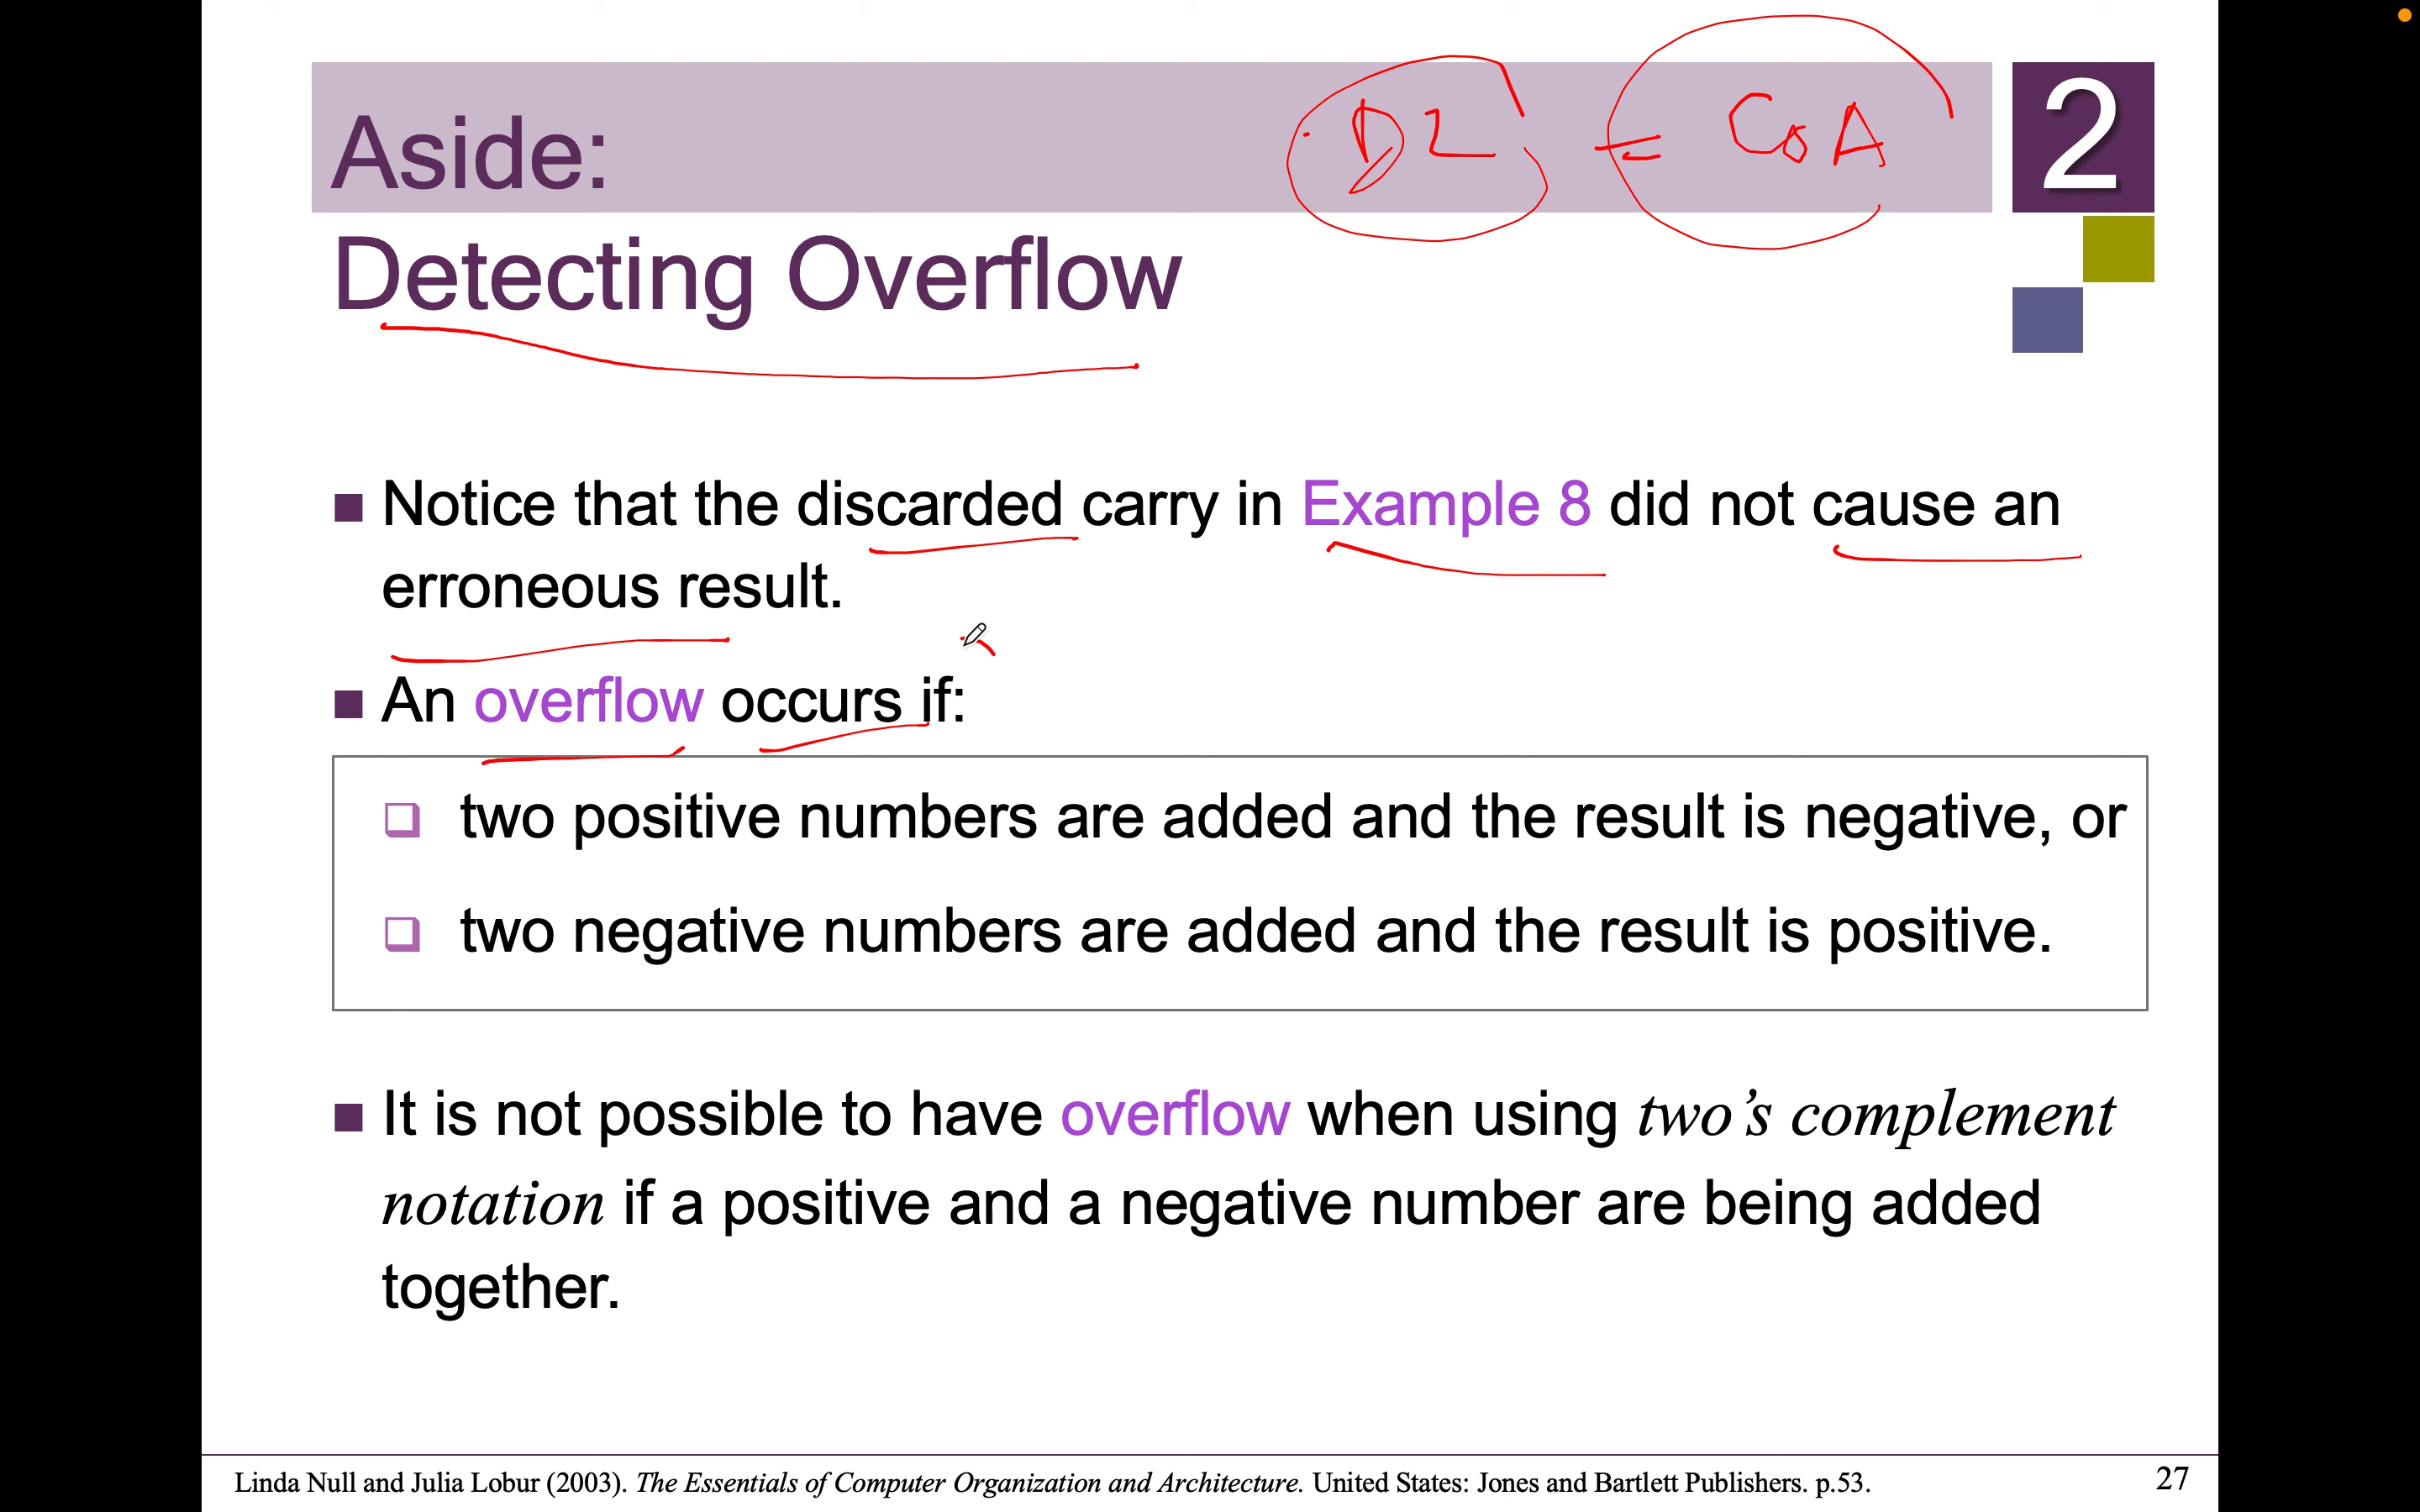 Aside:
DL = CoA
2
Detecting Overflow
Notice that the discarded carry in Example 8 did not cause an
erroneous result.
An overflow occurs if:
two positive numbers are added and the result is negative, or
two negative numbers are added and the result is positive.
It is not possible to have overflow when using two’s complement
notation if a positive and a negative number are being added
together.
Linda Null and Julia Lobur (2003). The Essentials of Computer Organization and Architecture. United States: Jones and Bartlett Publishers. p.53.
27